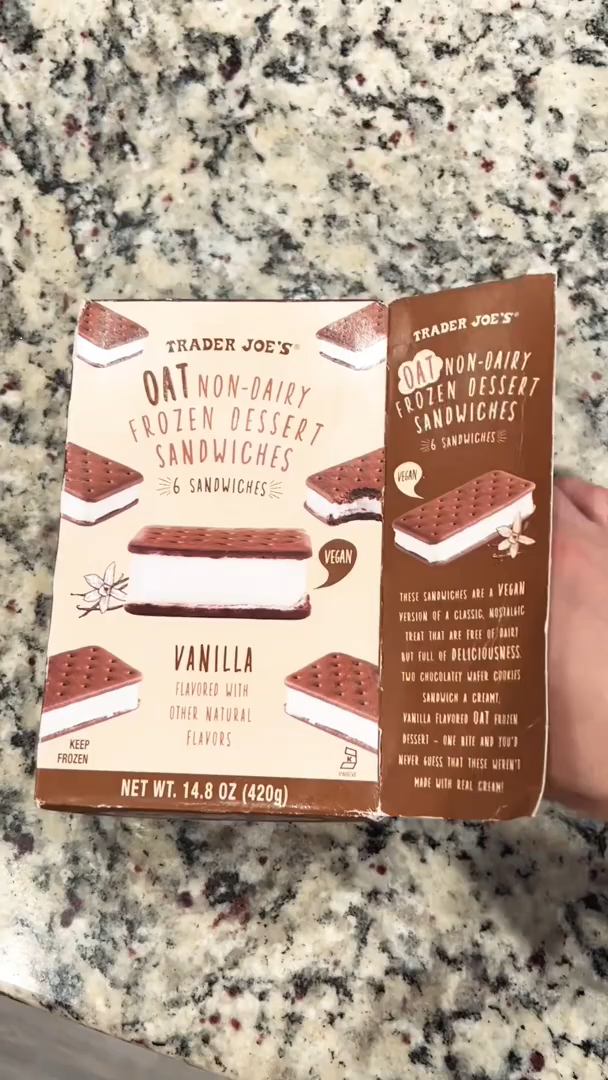 TRADER JOE'S®
OAT NON-DAIRY
FROZEN DESSERT
SANDWICHES
6 SANDWICHES
VEGAN
VANILLA
FLAVORED WITH
OTHER NATURAL
FLAVORS
KEEP
FROZEN
NET WT. 14.8 OZ (420g)
TRADER JOE'S®
OAT NON-DAIRY
FROZEN DESSERT
SANDWICHES
6 SANDWICHES
VEGAN
THESE SANDWICHES ARE A VEGAN
VERSION OF A CLASSIC, NOSTALGIC
TREAT THAT ARE FREE OF DAIRY
BUT FULL OF DELICIOUSNESS.
TWO CHOCOLATEY WAFER COOKIES
SANDWICH A CREAMY,
VANILLA FLAVORED OAT FROZEN
DESSERT – ONE BITE AND YOU'D
NEVER GUESS THAT THESE WEREN'T
MADE WITH REAL CREAM!